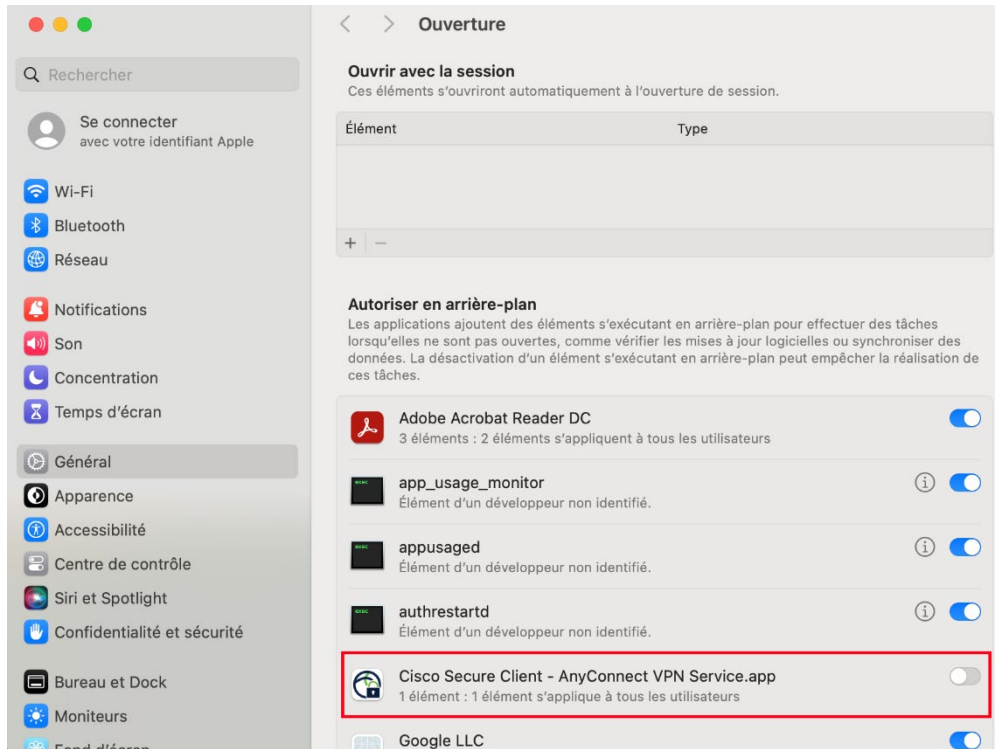 Ouverture
Rechercher
Se connecter
avec votre identifiant Apple
Wi-Fi
Bluetooth
Réseau
Notifications
Son
Concentration
Temps d'écran
Général
Apparence
Accessibilité
Centre de contrôle
Siri et Spotlight
Confidentialité et sécurité
Bureau et Dock
Moniteurs
Fond d'écran
Ouvrir avec la session
Ces éléments s'ouvriront automatiquement à l'ouverture de session.
Élément Type
Autoriser en arrière-plan
Les applications ajoutent des éléments s'exécutant en arrière-plan pour effectuer des tâches
lorsqu'elles ne sont pas ouvertes, comme vérifier les mises à jour logicielles ou synchroniser des
données. La désactivation d'un élément s'exécutant en arrière-plan peut empêcher la réalisation de
ces tâches.
Adobe Acrobat Reader DC
3 éléments : 2 éléments s'appliquent à tous les utilisateurs
app_usage_monitor
Élément d'un développeur non identifié.
appusaged
Élément d'un développeur non identifié.
authrestartd
Élément d'un développeur non identifié.
Cisco Secure Client - AnyConnect VPN Service.app
1 élément : 1 élément s'applique à tous les utilisateurs
Google LLC